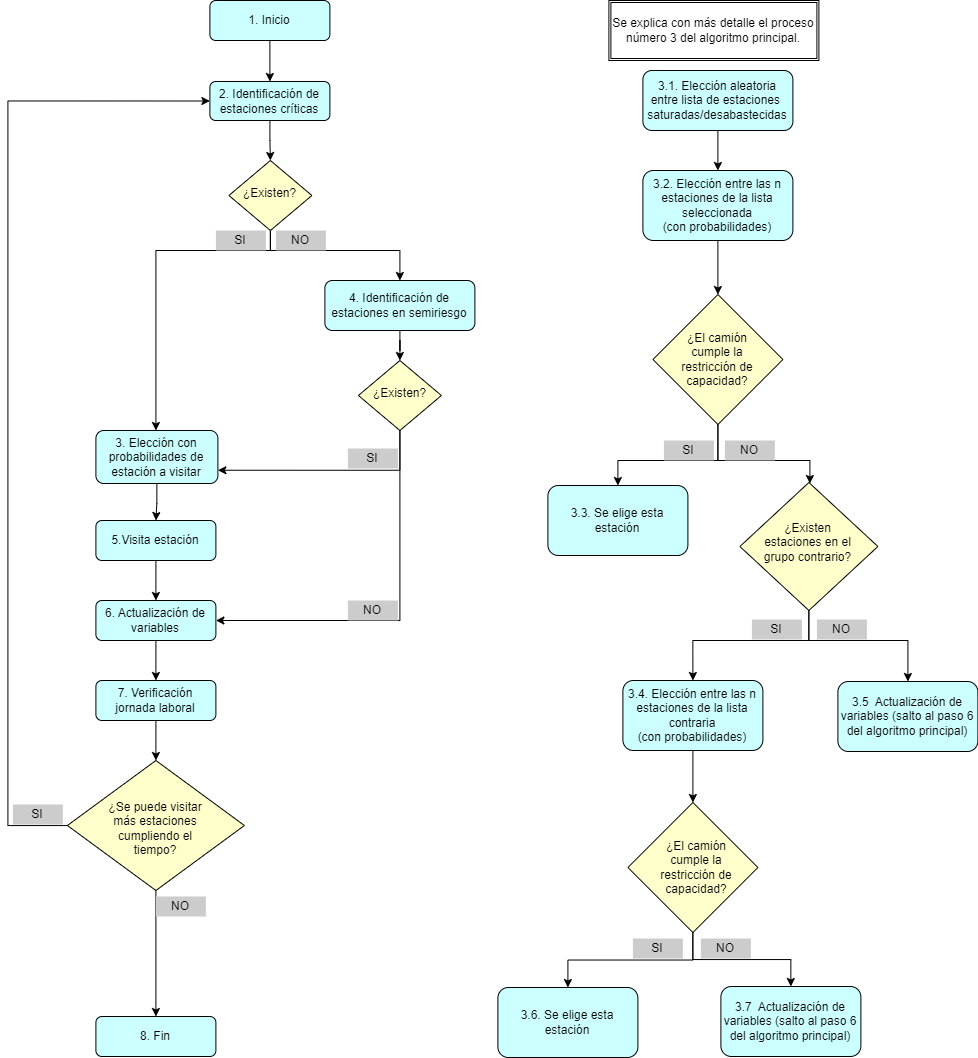 1. Inicio
2. Identificación de
estaciones críticas
¿Existen?
SI
NO
4. Identificación de
estaciones en semiriesgo
¿Existen?
SI
3. Elección con
probabilidades de
estación a visitar
5.Visita estación
NO
6. Actualización de
variables
7. Verificación
jornada laboral
¿Se puede visitar
más estaciones
cumpliendo el
tiempo?
SI
NO
8. Fin
Se explica con más detalle el proceso
número 3 del algoritmo principal.
3.1. Elección aleatoria
entre lista de estaciones
saturadas/desabastecidas
3.2. Elección entre las n
estaciones de la lista
seleccionada
(con probabilidades)
¿El camión
cumple la
restricción de
capacidad?
SI
NO
3.3. Se elige esta
estación
¿Existen
estaciones en el
grupo contrario?
SI
NO
3.4. Elección entre las n
estaciones de la lista
contraria
(con probabilidades)
3.5 Actualización de
variables (salto al paso 6
del algoritmo principal)
¿El camión
cumple la
restricción de
capacidad?
SI
NO
3.6. Se elige esta
estación
3.7 Actualización de
variables (salto al paso 6
del algoritmo principal)